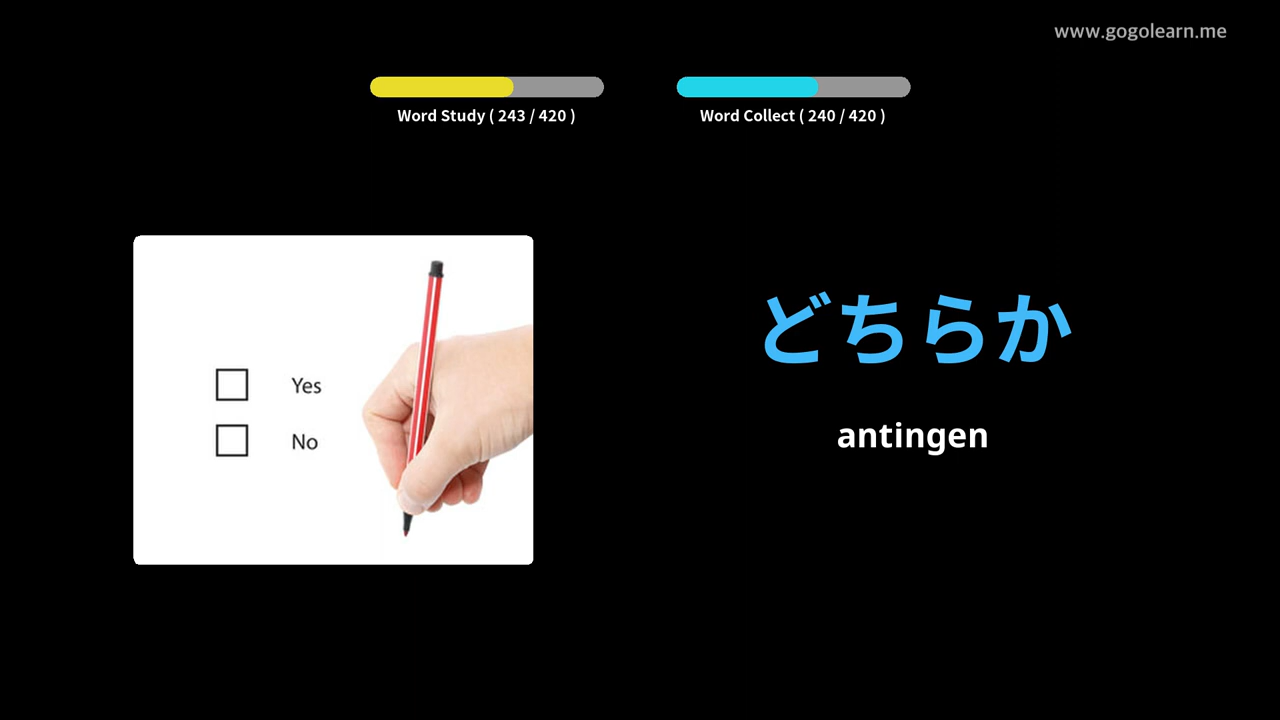 www.gogolearn.me
Word Study ( 243 / 420 )
Word Collect ( 240 / 420 )
Yes
No
どちらか
antingen